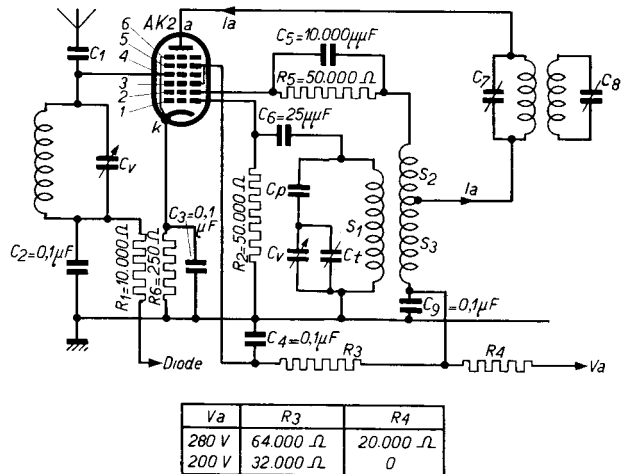 AK2 a
Ia
6
5
4
3
2
1
k
C1
C5=10.000µµF
R5=50.000 Ω
C6=25µµF
C7
C8
Cv
C2=0,1µF
R1=10.000Ω
R6=250Ω
C3=0,1
µF
R2=50.000 Ω
Cp
Cv
Ct
S1
S2
Ia
S3
C9=0,1µF
C4=0,1µF
R3
R4
Diode
Va
Va R3 R4
280 V 64.000 Ω 20.000 Ω
200 V 32.000 Ω 0